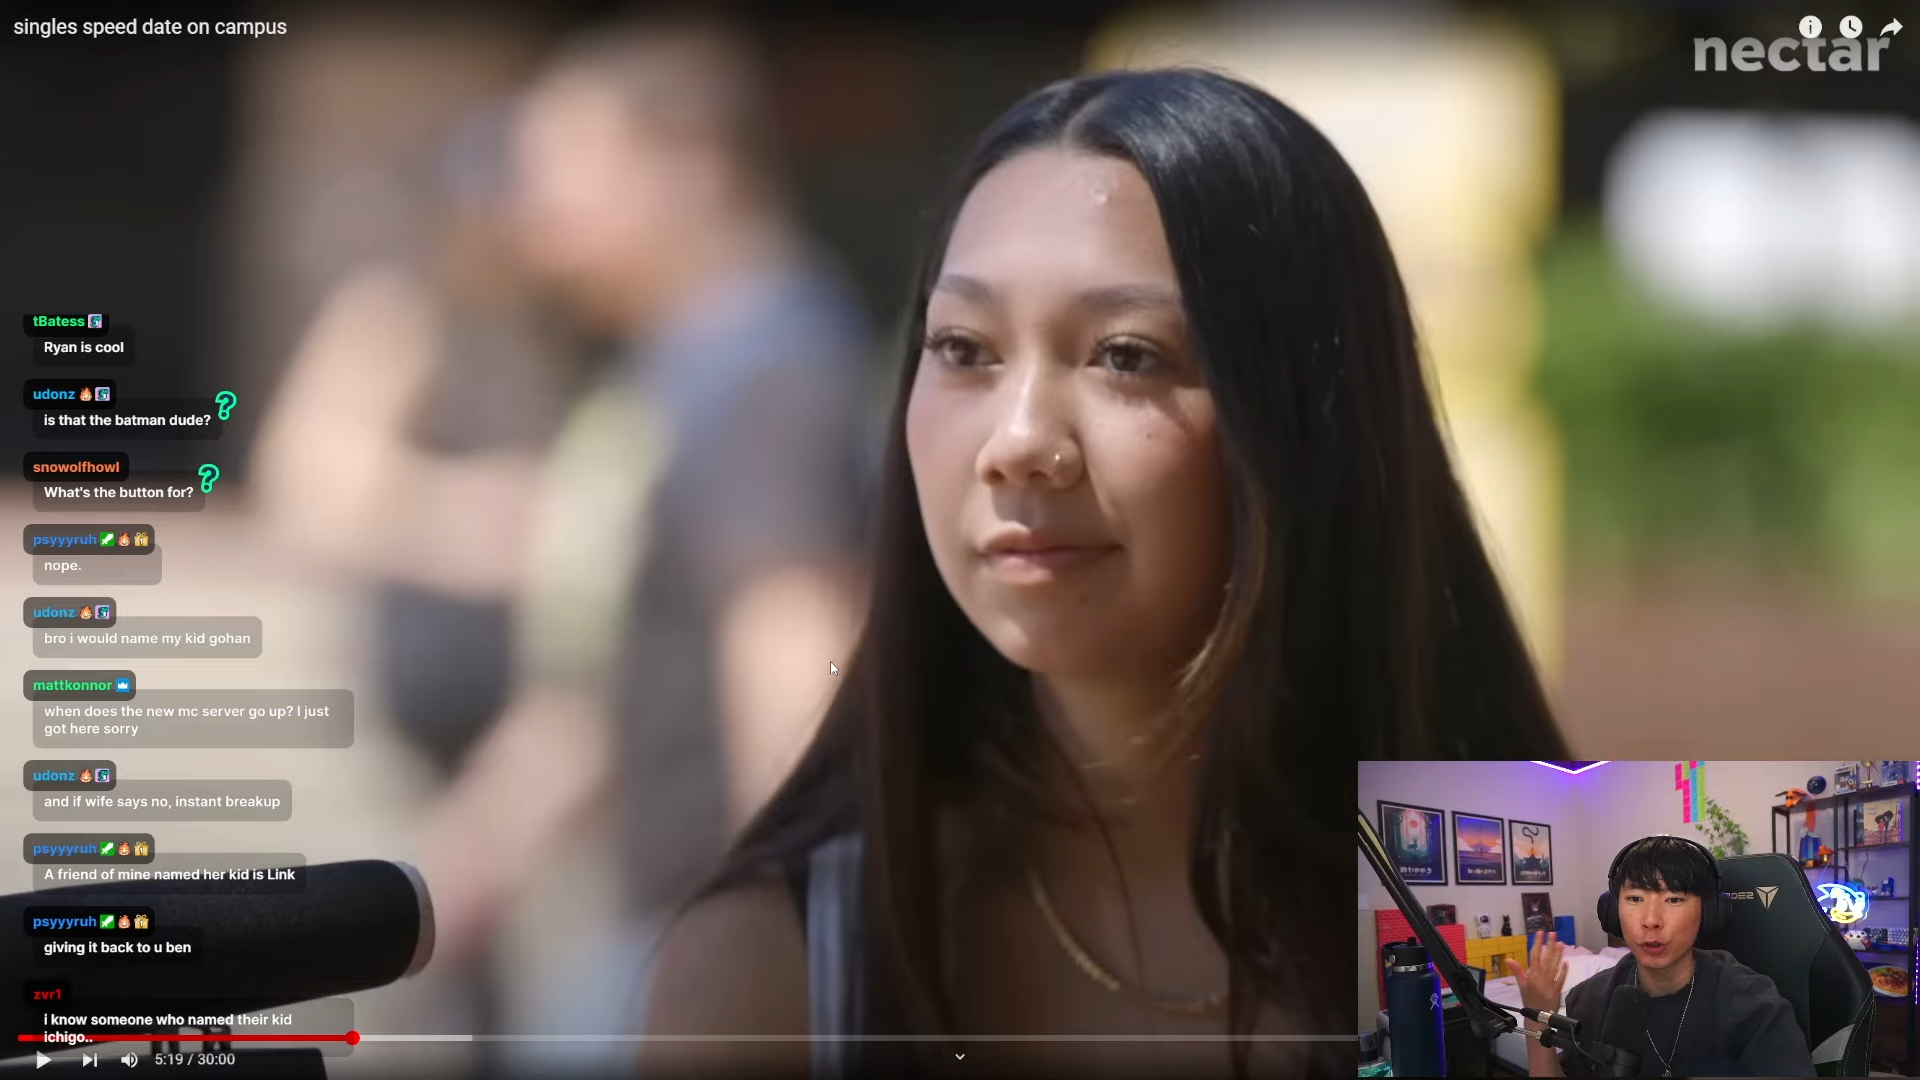 singles speed date on campus
nectar
tBatess
Ryan is cool
udonz
is that the batman dude?
snowolfhowl
What's the button for?
psyyyruh
nope.
udonz
bro i would name my kid gohan
mattkonnor
when does the new mc server go up? I just
got here sorry
udonz
and if wife says no, instant breakup
psyyyruh
A friend of mine named her kid is Link
psyyyruh
giving it back to u ben
zvr1
i know someone who named their kid
ichigo..
5:19 / 30:00